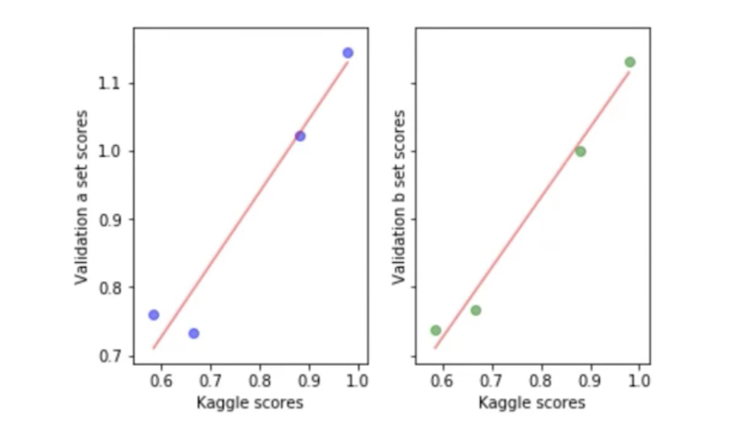 Validation a set scores
1.1
1.0
0.9
0.8
0.7
0.6 0.7 0.8 0.9 1.0
Kaggle scores
Validation b set scores
0.6 0.7 0.8 0.9 1.0
Kaggle scores